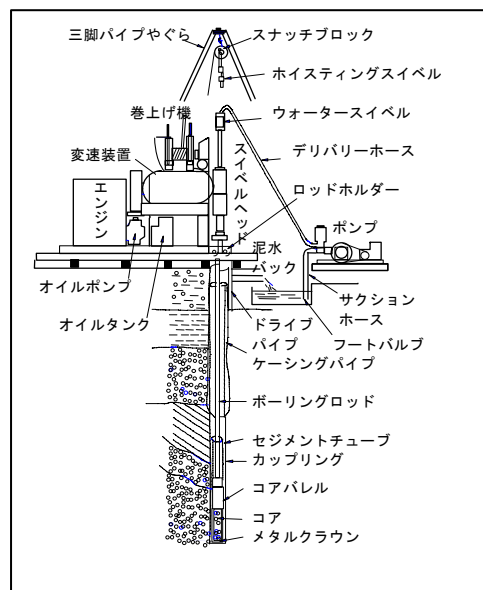 三脚パイプやぐら
スナッチブロック
ホイスティングスイベル
巻上げ機
ウォータースイベル
変速装置
デリバリーホース
スイベルヘッド
エンジン
ロッドホルダー
ポンプ
泥水
バック
オイルポンプ
オイルタンク
サクション
ホース
ドライブ
パイプ
フートバルブ
ケーシングパイプ
ボーリングロッド
セジメントチューブ
カップリング
コアバレル
コア
メタルクラウン